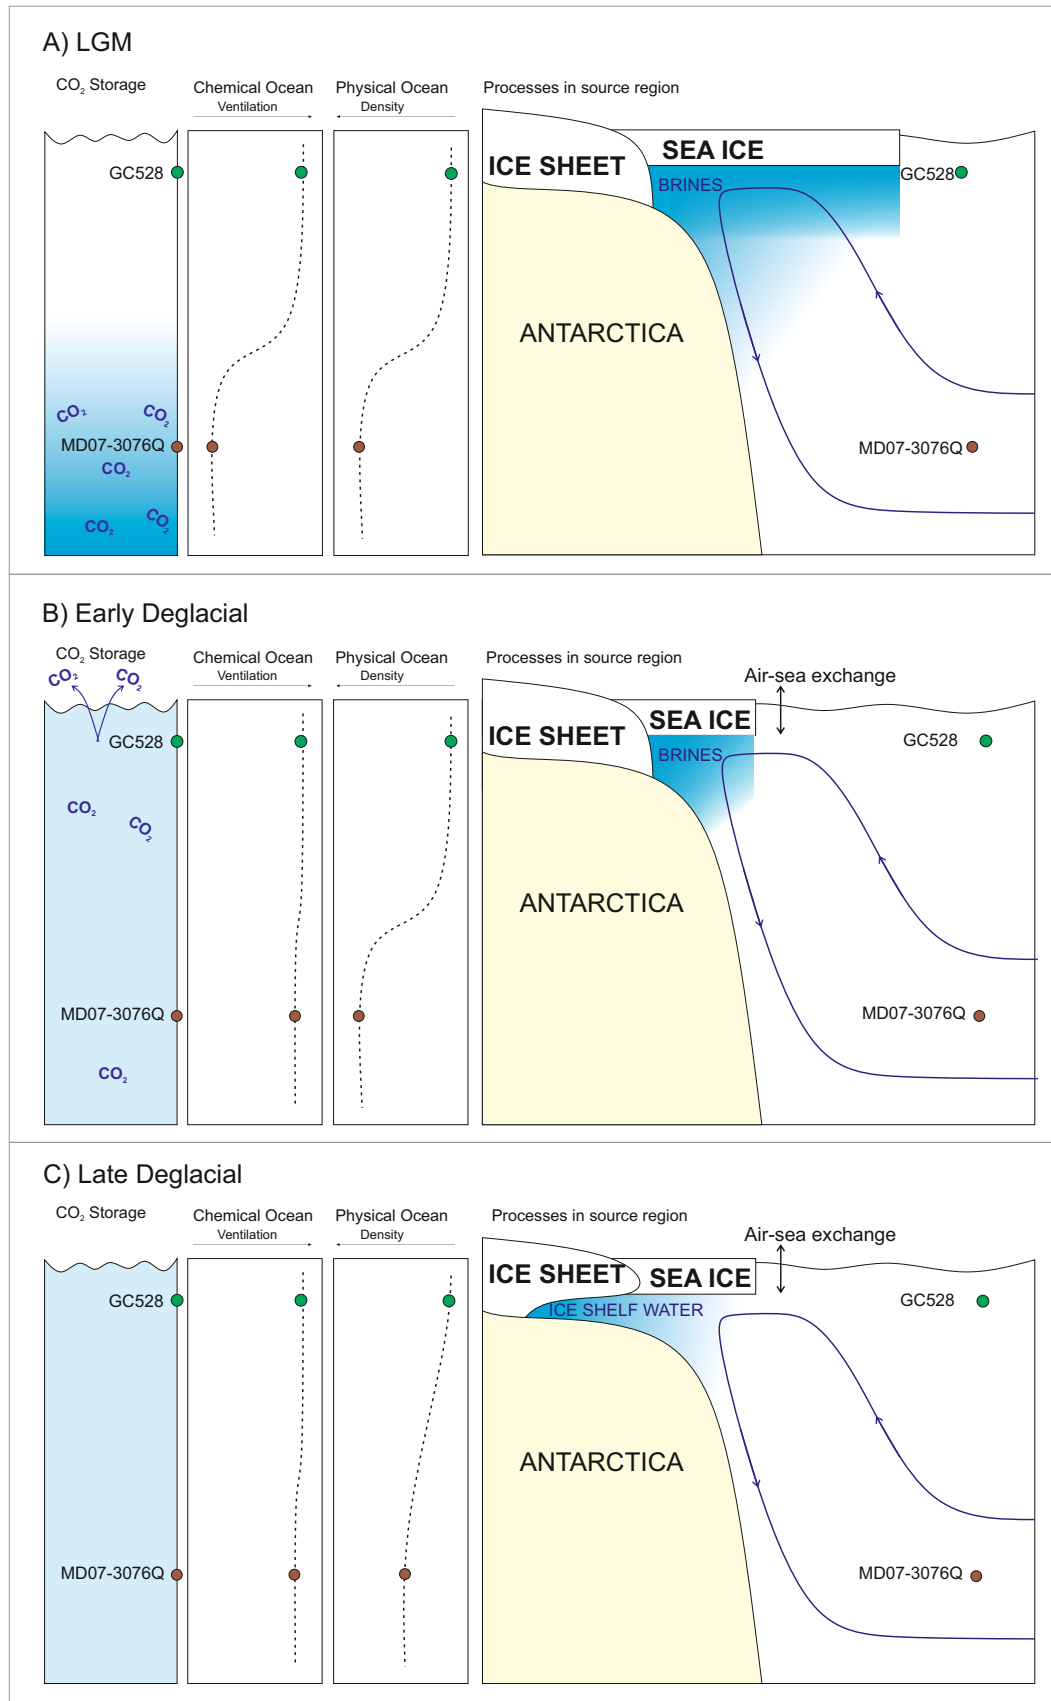 A) LGM
CO₂ Storage
Chemical Ocean
Ventilation
Physical Ocean
Density
Processes in source region
GC528
CO₂
CO₂
MD07-3076Q
CO₂
CO₂
CO₂
ICE SHEET
SEA ICE
BRINES
GC528
ANTARCTICA
MD07-3076Q
B) Early Deglacial
CO₂ Storage
Chemical Ocean
Ventilation
Physical Ocean
Density
Processes in source region
CO₂
CO₂
Air-sea exchange
GC528
CO₂
CO₂
MD07-3076Q
CO₂
ICE SHEET
SEA ICE
BRINES
GC528
ANTARCTICA
MD07-3076Q
C) Late Deglacial
CO₂ Storage
Chemical Ocean
Ventilation
Physical Ocean
Density
Processes in source region
Air-sea exchange
GC528
MD07-3076Q
ICE SHEET
SEA ICE
ICE SHELF WATER
GC528
ANTARCTICA
MD07-3076Q